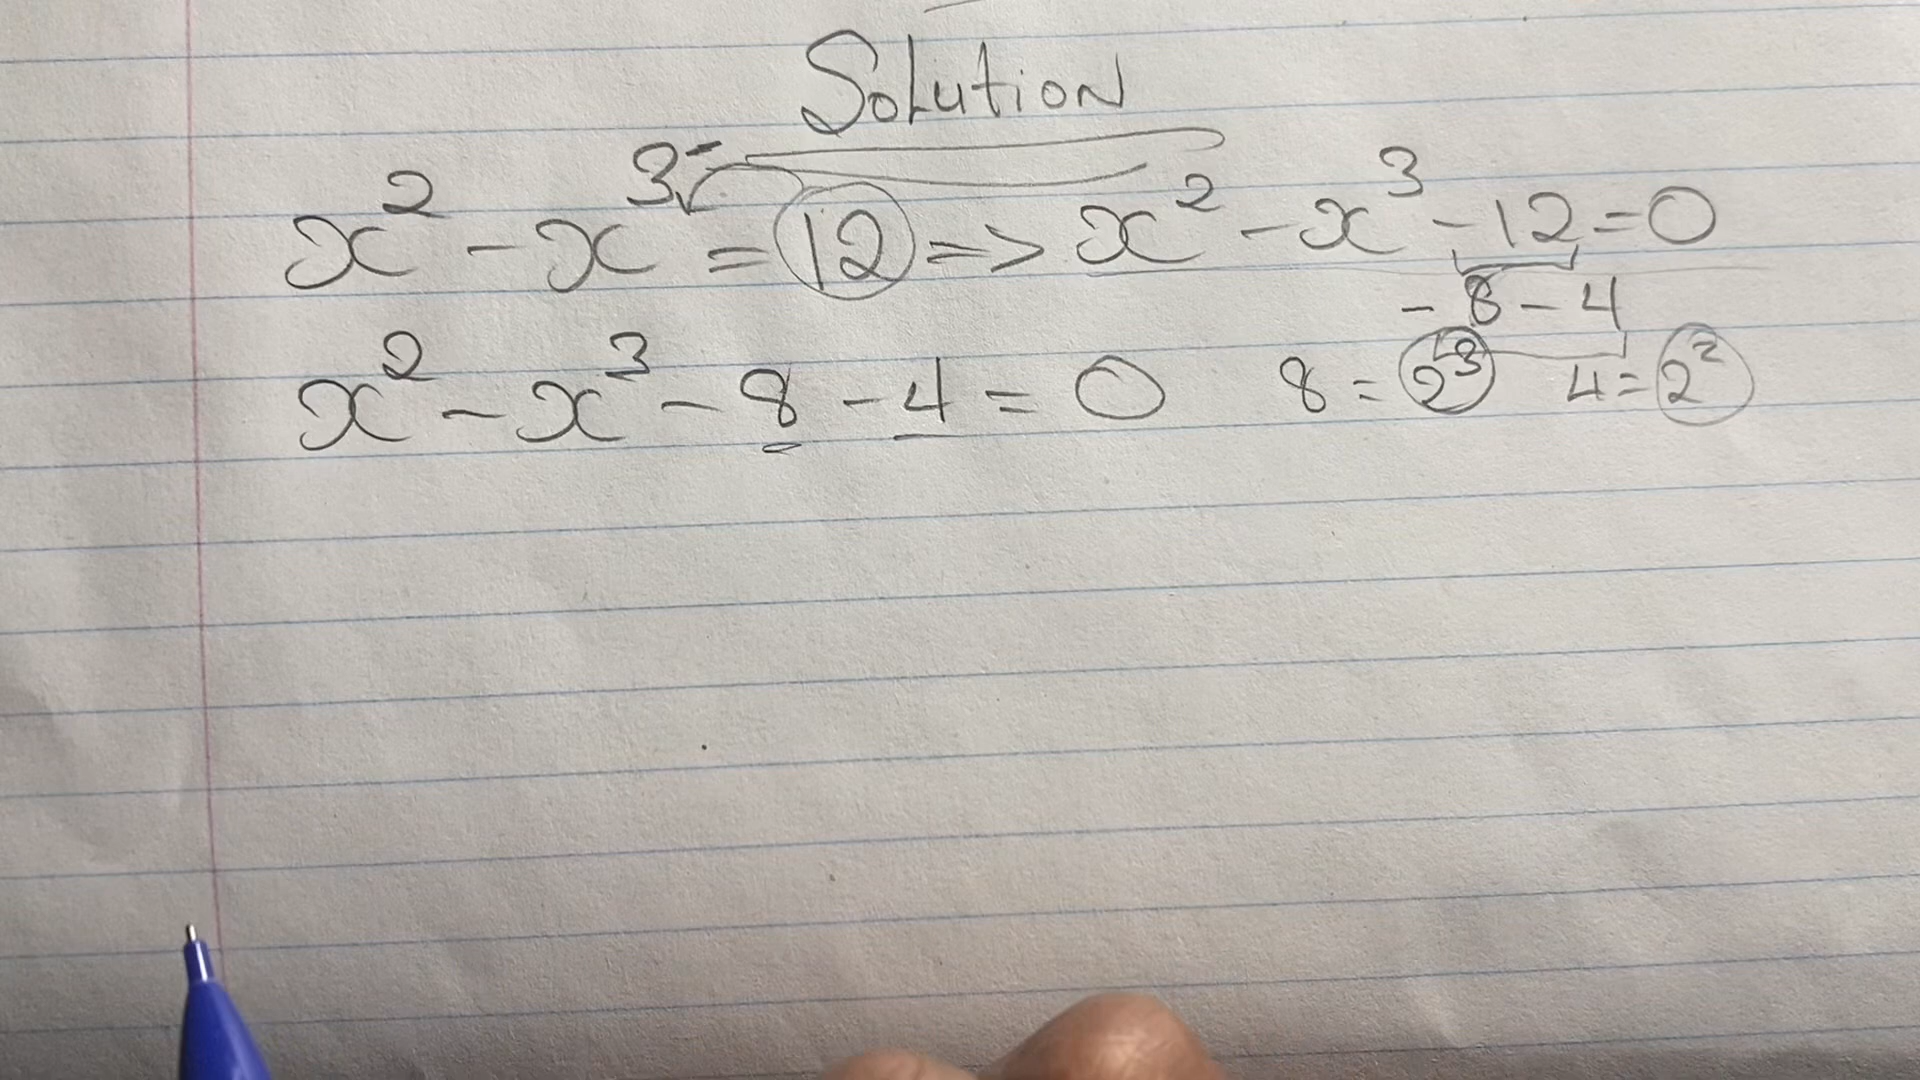 Solution
x² - x³ = 12 => x² - x³ - 12 = 0
- 8 - 4
x² - x³ - 8 - 4 = 0 8 = 2³ 4 = 2²